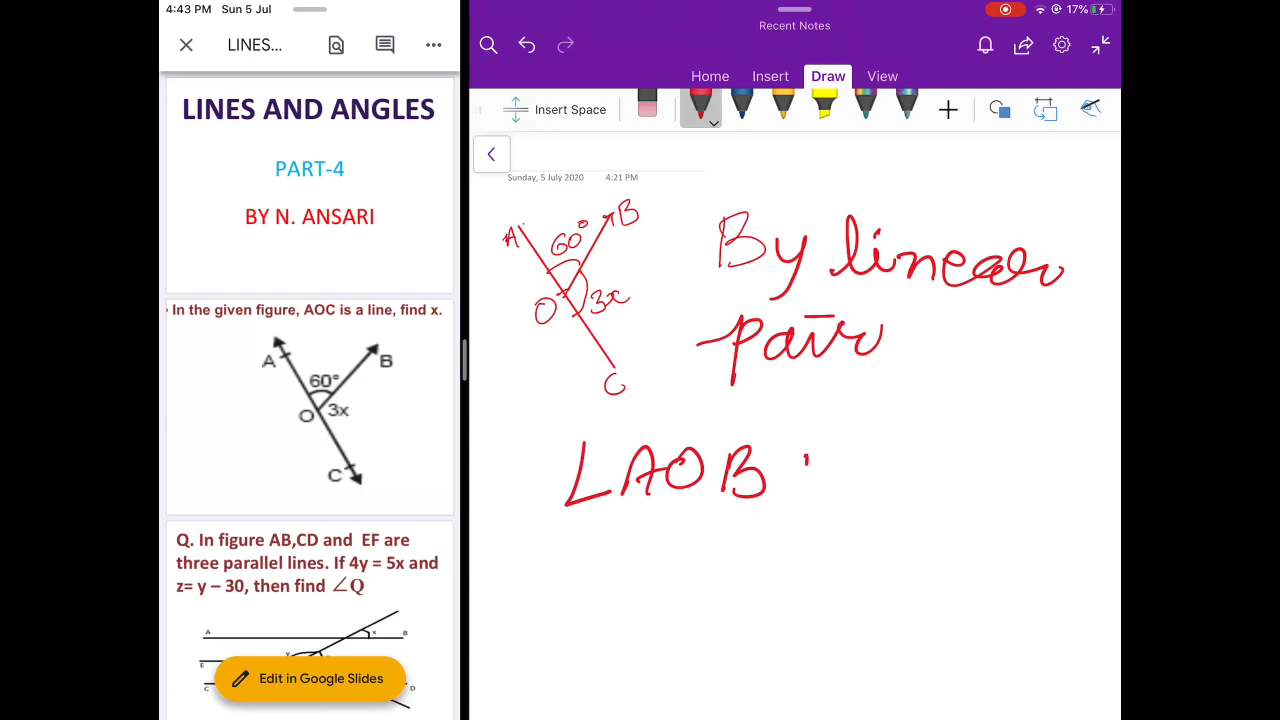 4:43 PM Sun 5 Jul
LINES...
LINES AND ANGLES
PART-4
BY N. ANSARI
In the given figure, AOC is a line, find x.
A
B
60°
O
3x
C
Q. In figure AB,CD and EF are
three parallel lines. If 4y = 5x and
z= y – 30, then find ∠Q
A
x
B
y
E
C
D
Edit in Google Slides
17%
Recent Notes
Home Insert Draw View
Insert Space
Sunday, 5 July 2020 4:21 PM
A
60°
B
O
3x
C
By linear
pair
∠AOB